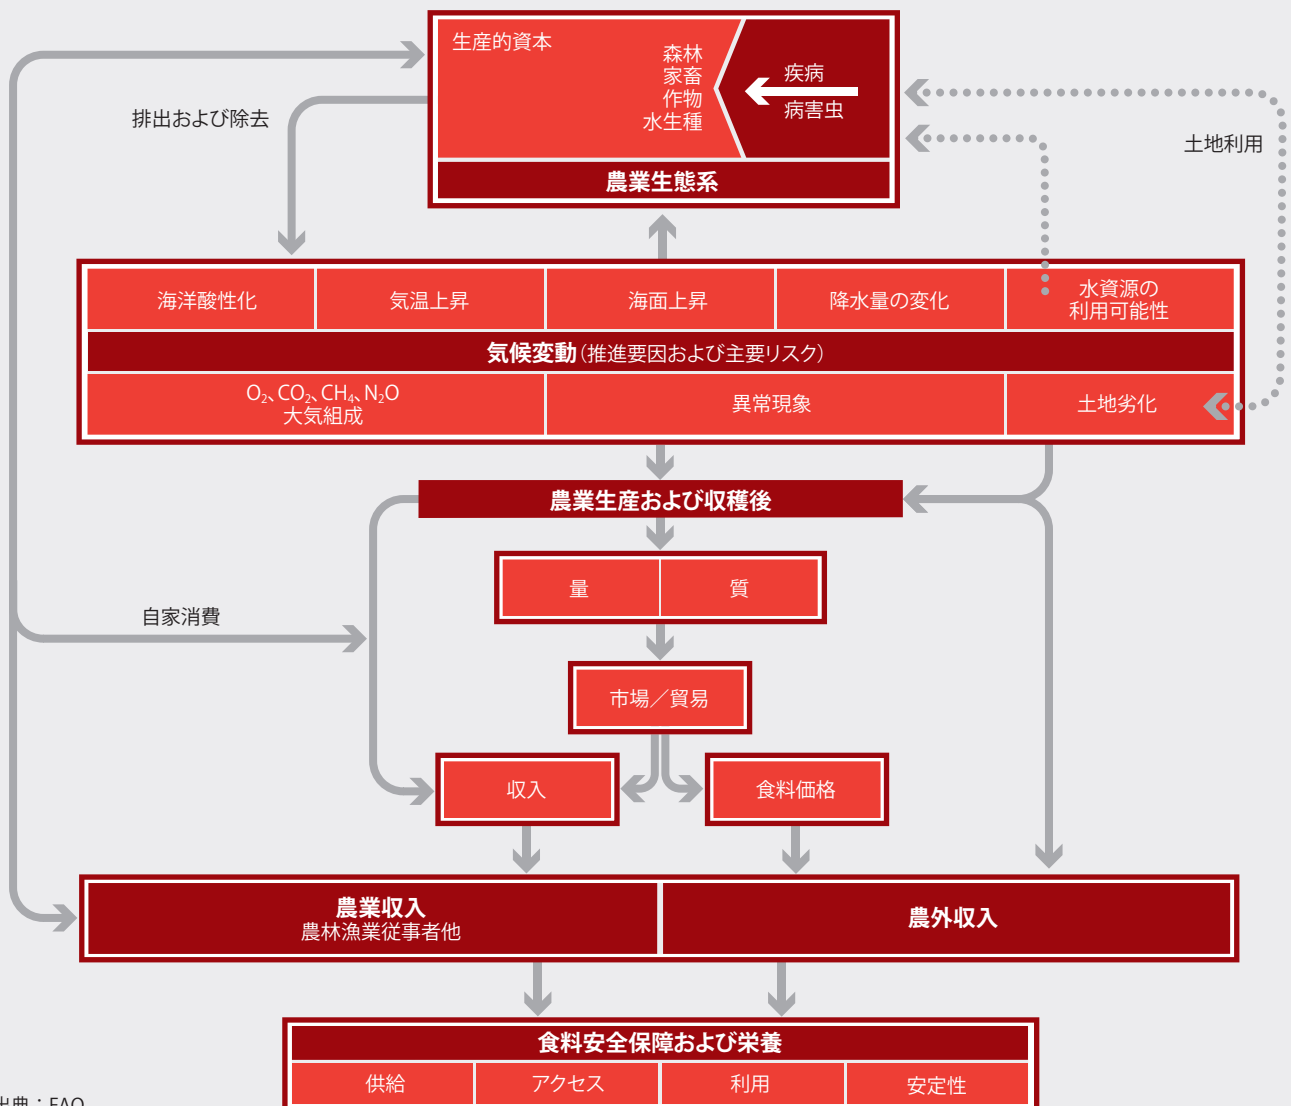 生産的資本
森林
家畜
作物
水生種
疾病
病害虫
農業生態系
排出および除去
土地利用
海洋酸性化
気温上昇
海面上昇
降水量の変化
水資源の
利用可能性
気候変動（推進要因および主要リスク）
O₂、CO₂、CH₄、N₂O
大気組成
異常現象
土地劣化
農業生産および収穫後
量
質
自家消費
市場／貿易
収入
食料価格
農業収入
農林漁業従事者他
農外収入
食料安全保障および栄養
供給
アクセス
利用
安定性
出典：FAO